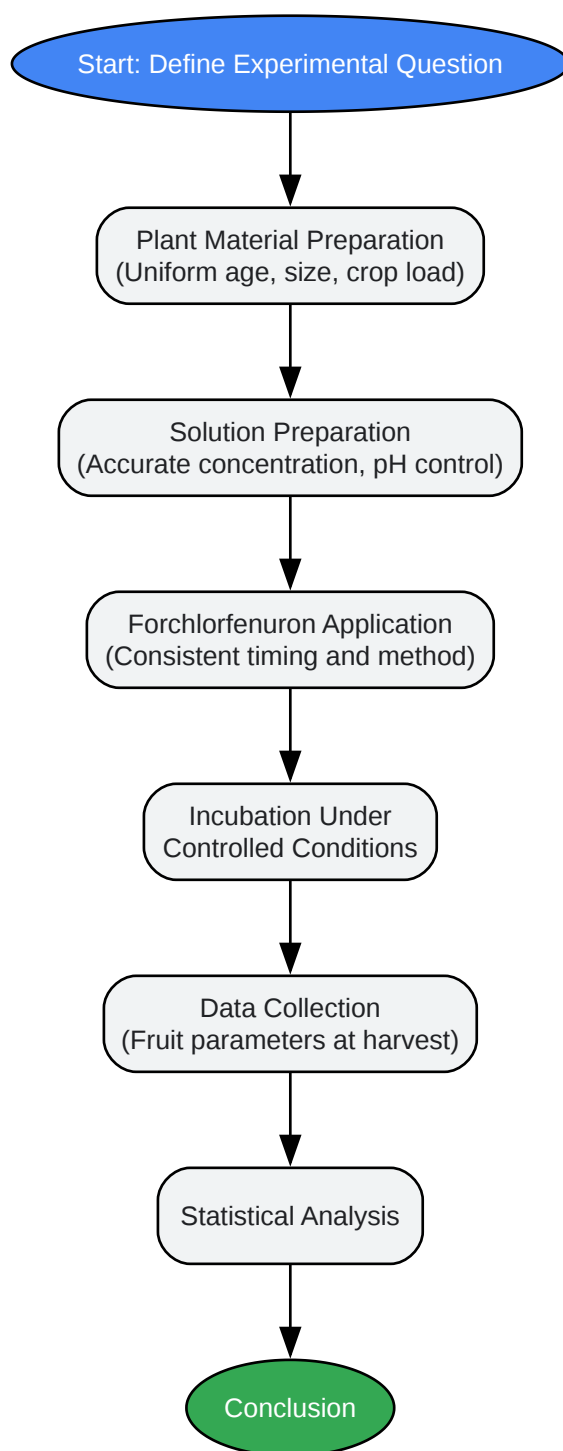 Start: Define Experimental Question
Plant Material Preparation
(Uniform age, size, crop load)
Solution Preparation
(Accurate concentration, pH control)
Forchlorfenuron Application
(Consistent timing and method)
Incubation Under
Controlled Conditions
Data Collection
(Fruit parameters at harvest)
Statistical Analysis
Conclusion